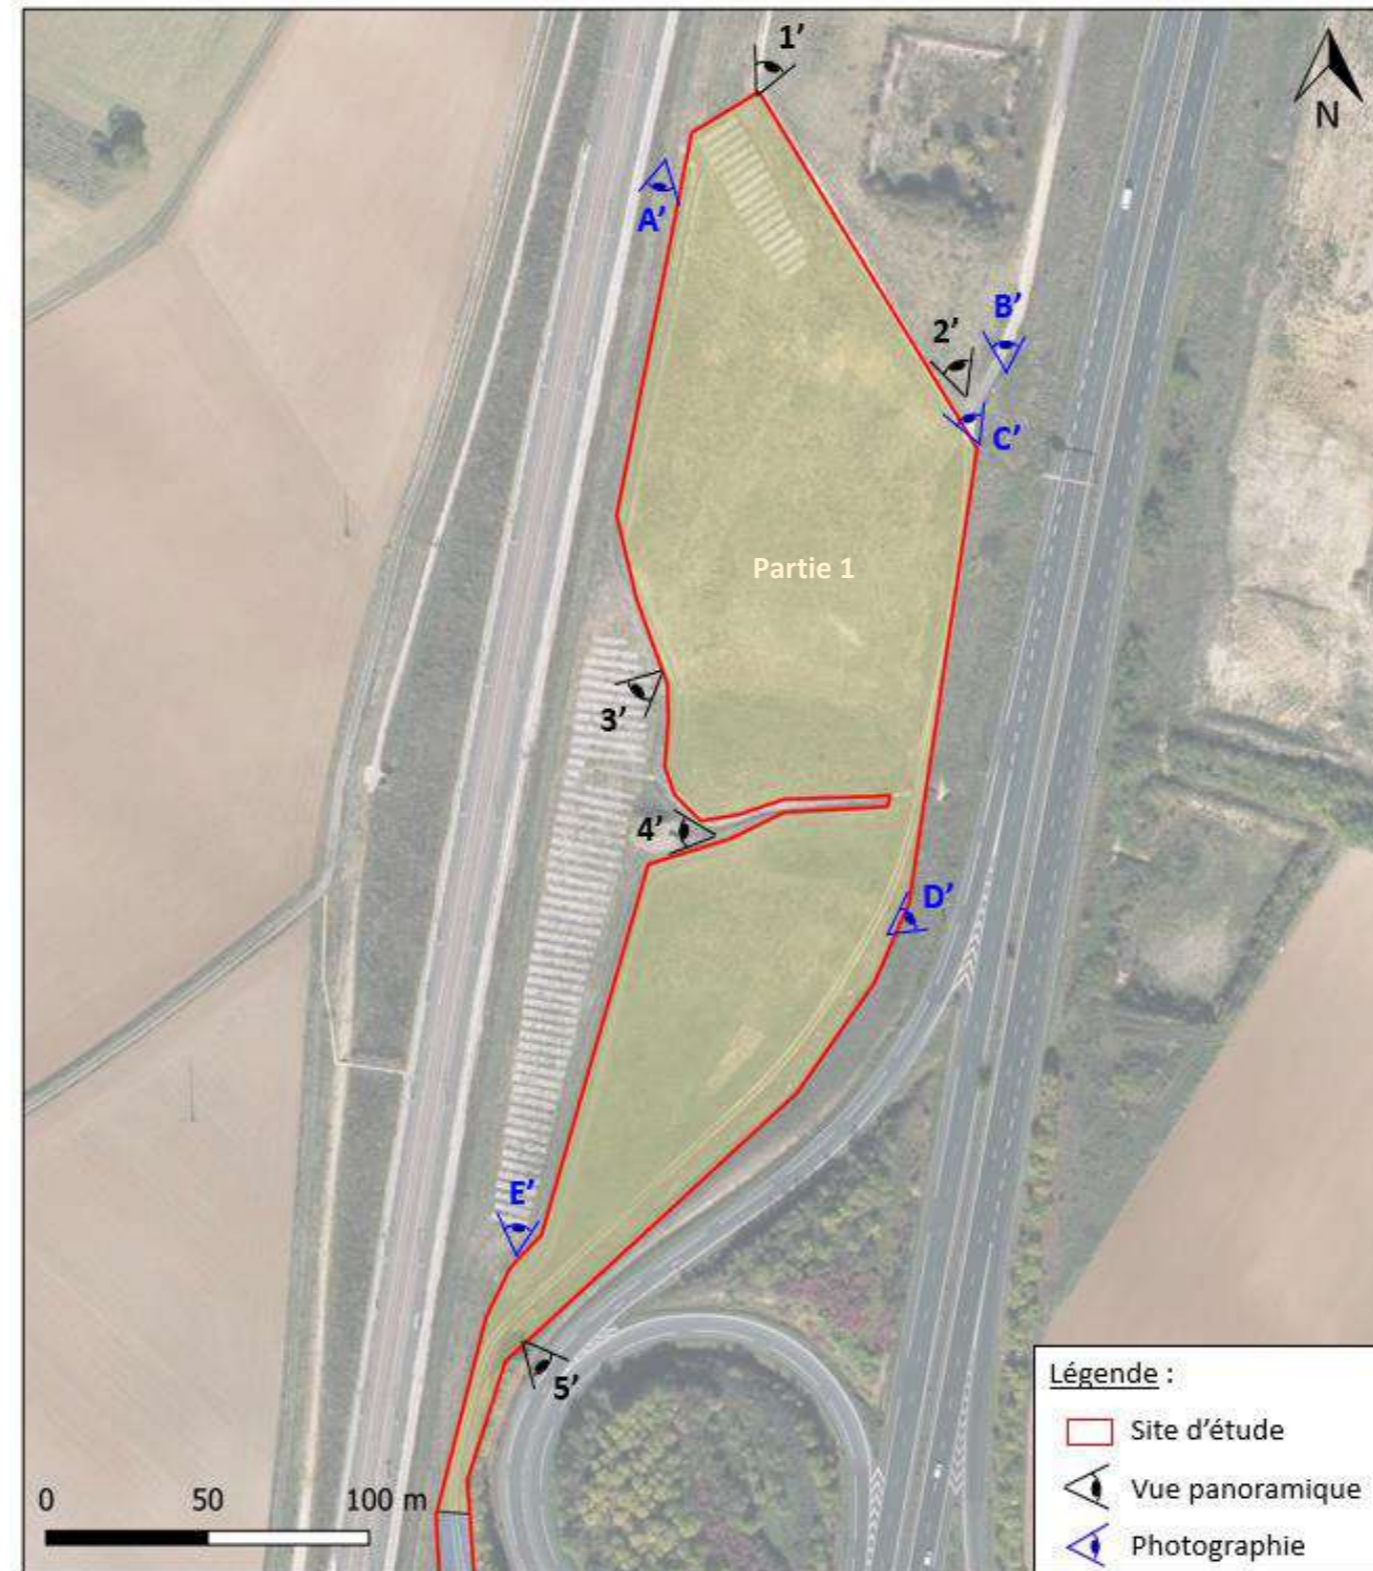 1’
N
A’
B’
2’
C’
Partie 1
3’
4’
D’
E’
5’
Légende :
Site d’étude
Vue panoramique
Photographie
0 50 100 m